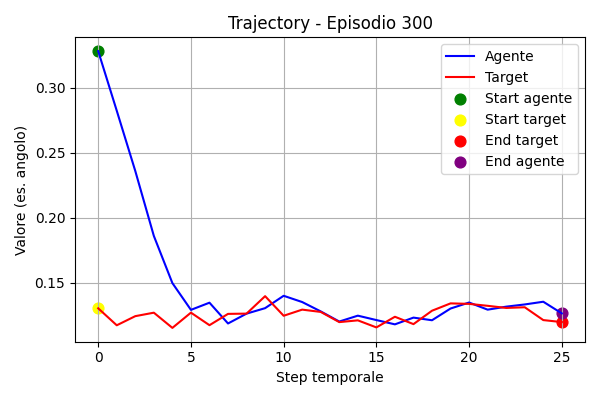 Trajectory - Episodio 300
Agente
Target
Start agente
Start target
End target
End agente
Valore (es. angolo)
0.30
0.25
0.20
0.15
0
5
10
15
20
25
Step temporale